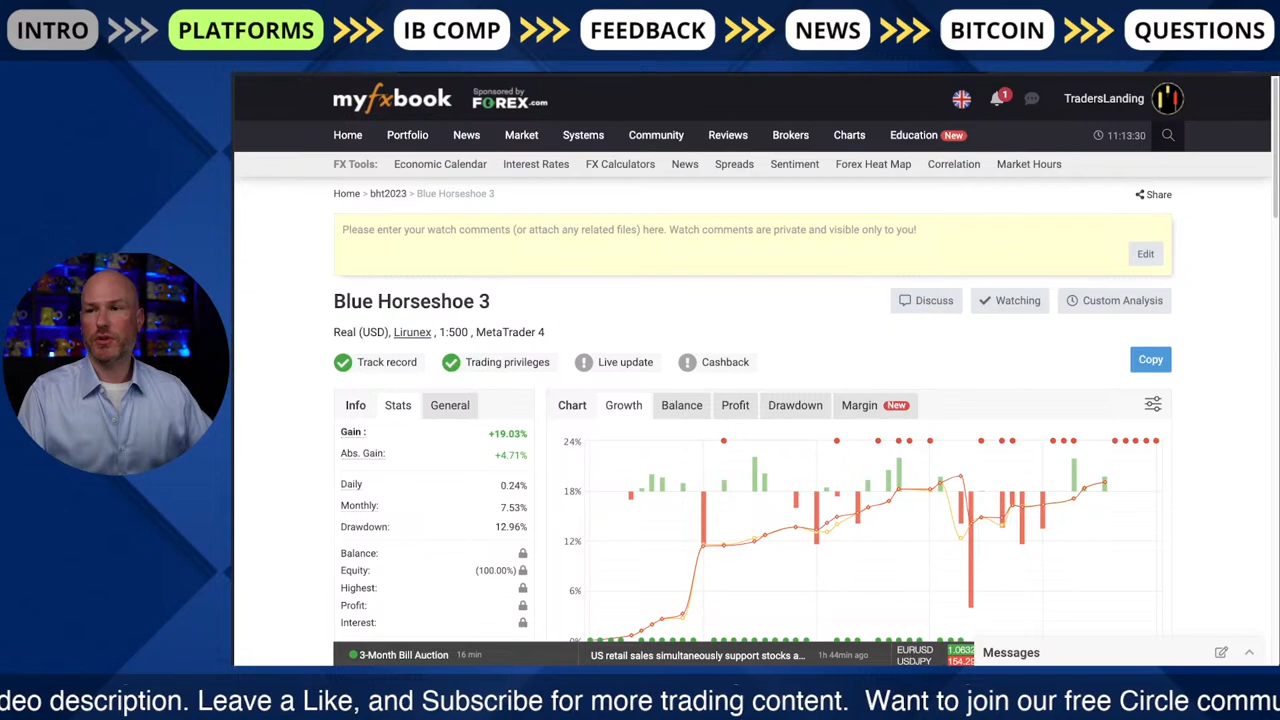 INTRO PLATFORMS IB COMP FEEDBACK NEWS BITCOIN QUESTIONS
myfxbook Sponsored by FOREX.com 1 TradersLanding
Home Portfolio News Market Systems Community Reviews Brokers Charts Education New 11:13:30
FX Tools: Economic Calendar Interest Rates FX Calculators News Spreads Sentiment Forex Heat Map Correlation Market Hours
Home > bht2023 > Blue Horseshoe 3 Share
Please enter your watch comments (or attach any related files) here. Watch comments are private and visible only to you!
Edit
Blue Horseshoe 3 Discuss Watching Custom Analysis
Real (USD), Lirunex , 1:500 , MetaTrader 4
Track record Trading privileges Live update Cashback Copy
Info Stats General Chart Growth Balance Profit Drawdown Margin New
Gain : +19.03%
Abs. Gain: +4.71%
Daily 0.24%
Monthly: 7.53%
Drawdown: 12.96%
Balance:
Equity: (100.00%)
Highest:
Profit:
Interest:
24%
18%
12%
6%
0%
3-Month Bill Auction 16 min US retail sales simultaneously support stocks a... 1h 44min ago
EURUSD 1.0632
USDJPY 154.29
Messages
deo description. Leave a Like, and Subscribe for more trading content. Want to join our free Circle commu